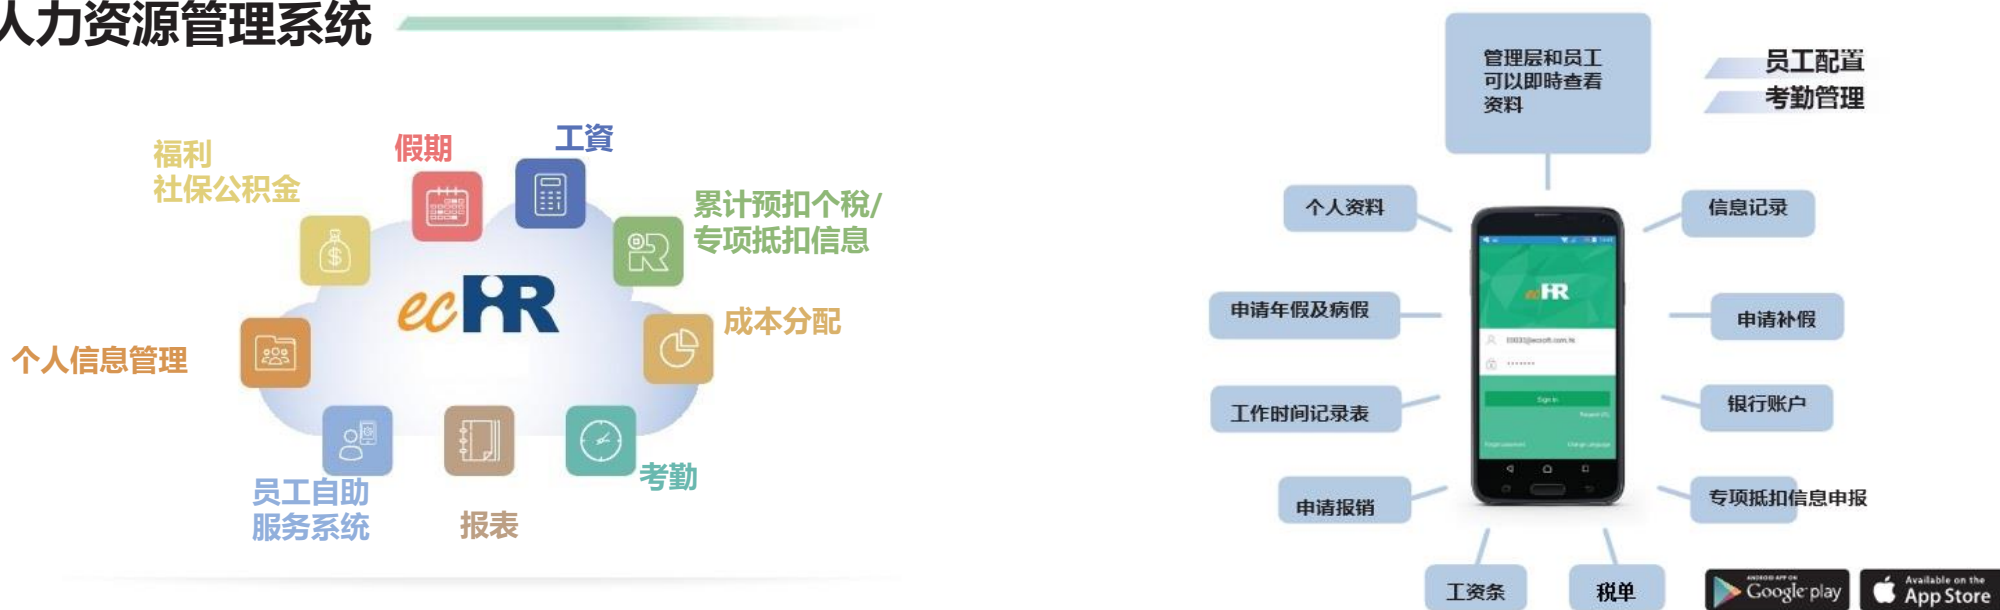 人力资源管理系统
福利
社保公积金
假期
工資
累计预扣个税/
专项抵扣信息
ecHR
成本分配
个人信息管理
员工自助
服务系统
报表
考勤
管理层和员工
可以即時查看
资料
员工配置
考勤管理
个人资料
信息记录
申请年假及病假
申请补假
工作时间记录表
银行账户
申请报销
专项抵扣信息申报
工资条
税单
ecHR
Sign in
ANDROID APP ON
Google play
Available on the
App Store